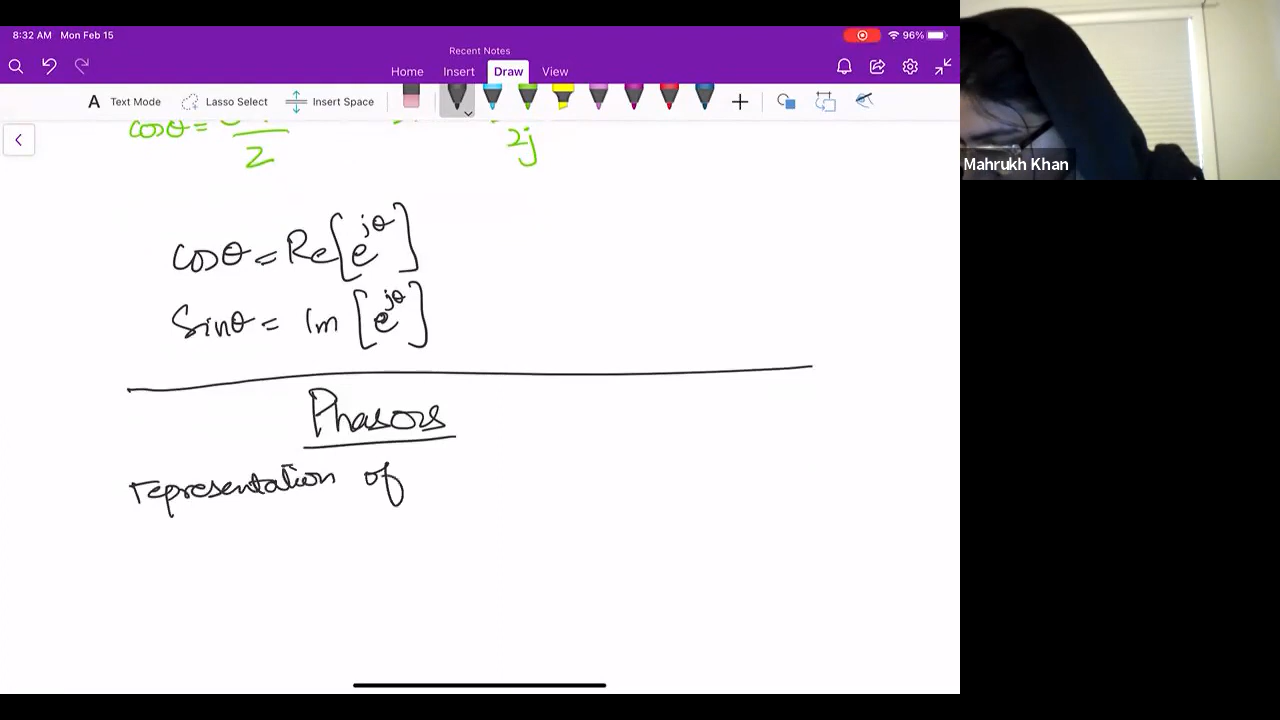 8:32 AM Mon Feb 15
96%
Recent Notes
Home Insert Draw View
A Text Mode Lasso Select Insert Space
cosθ =
2
2j
cosθ = Re[e^jθ]
Sinθ = Im [e^jθ]
Phasors
representation of
Mahrukh Khan